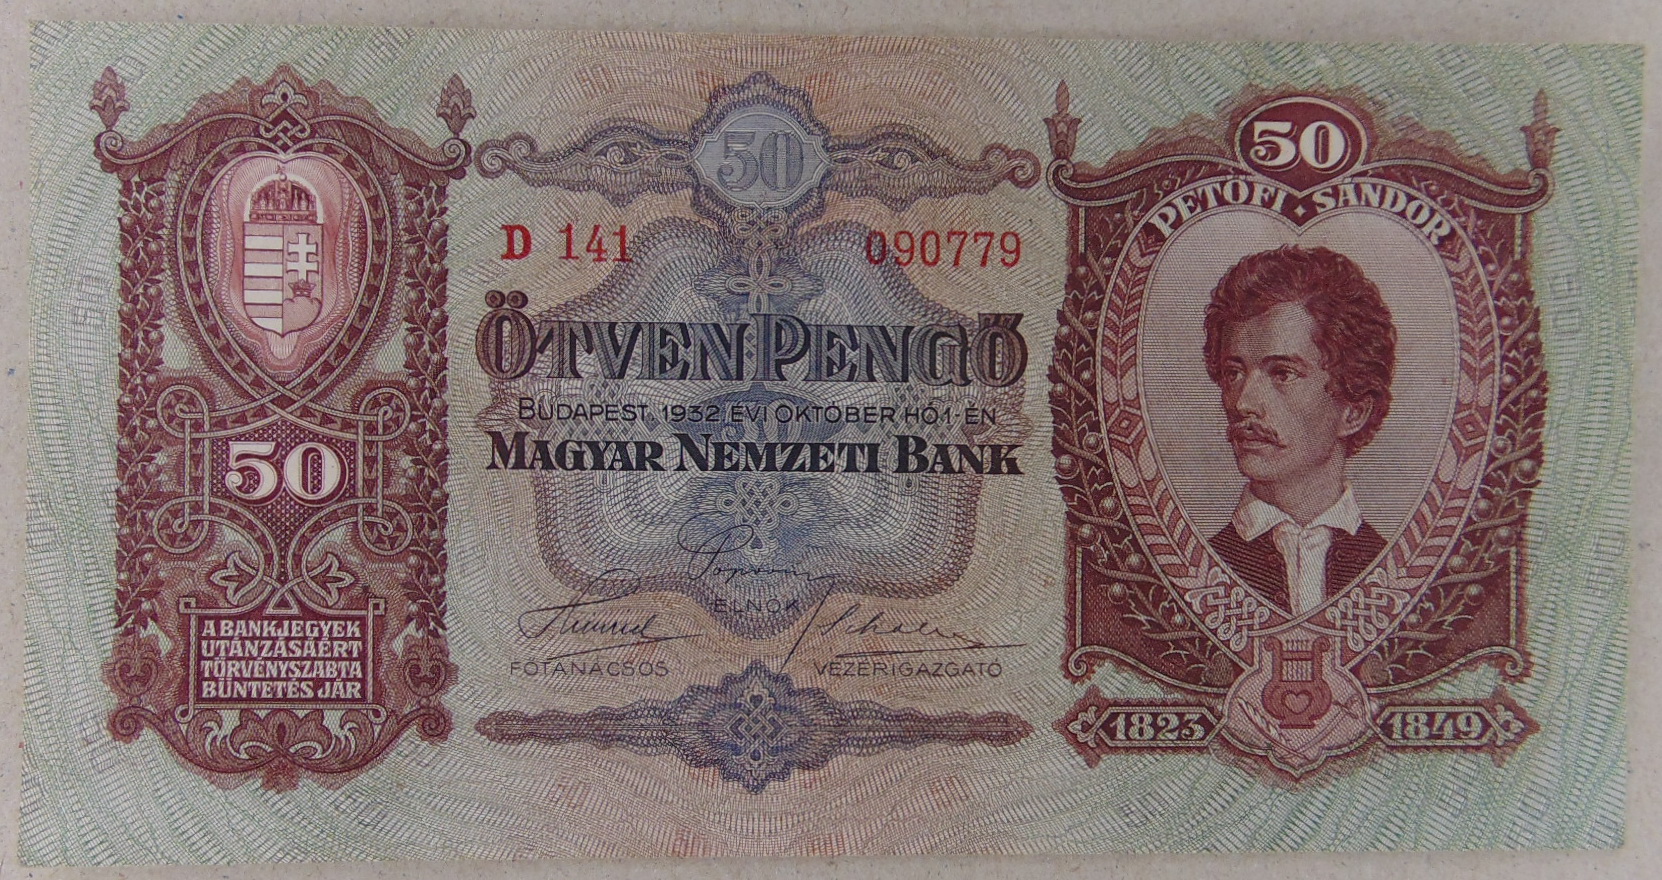 50
50
PETŐFI · SÁNDOR
D 141
090779
ÖTVEN PENGŐ
BUDAPEST, 1932. ÉVI OKTÓBER HÓ 1-ÉN
MAGYAR NEMZETI BANK
50
ELNÖK
FŐTANÁCSOS
VEZÉRIGAZGATÓ
A BANKJEGYEK
UTÁNZÁSÁÉRT
TÖRVÉNYSZABTA
BÜNTETÉS JÁR
1823
1849